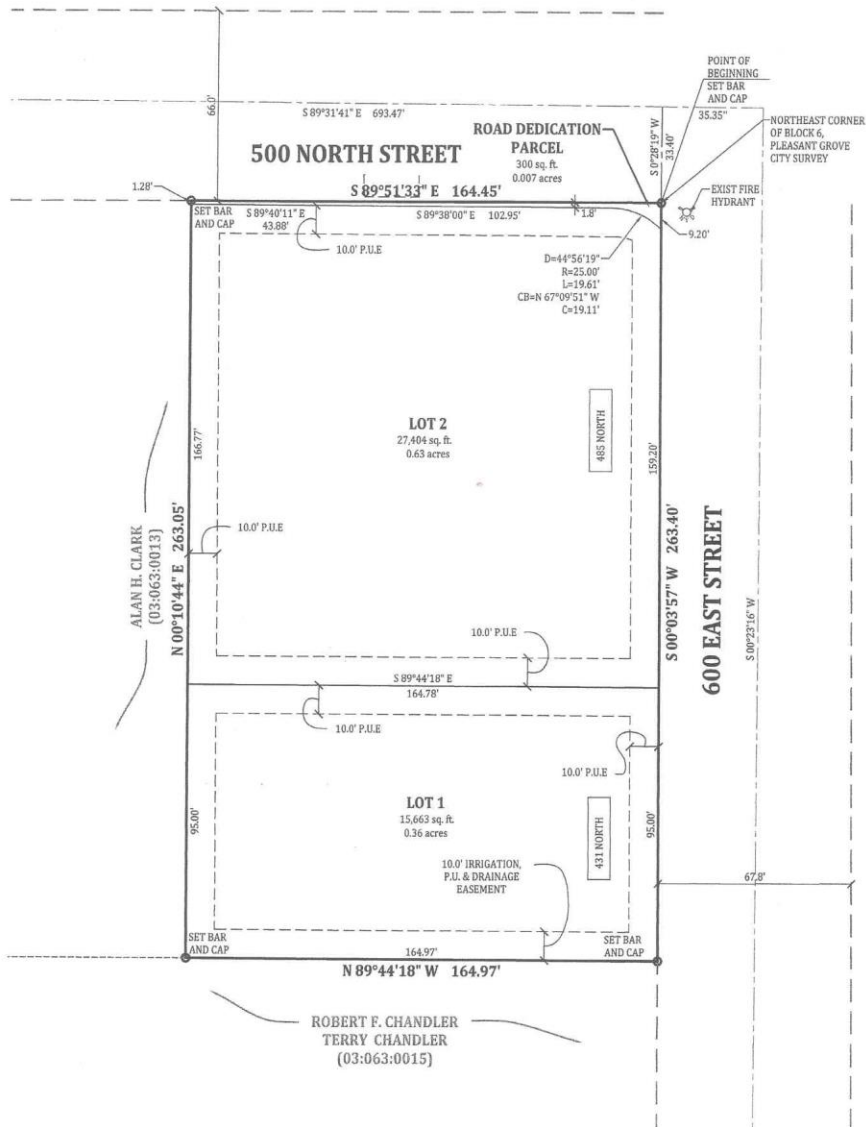 POINT OF
BEGINNING
SET BAR
AND CAP
66.0'
S 89°31'41" E 693.47'
35.35"
NORTHEAST CORNER
OF BLOCK 6,
PLEASANT GROVE
CITY SURVEY
ROAD DEDICATION
PARCEL
300 sq. ft.
0.007 acres
S 0°28'19" W
33.40'
500 NORTH STREET
S 89°51'33" E 164.45'
1.28'
EXIST FIRE
HYDRANT
SET BAR
AND CAP
S 89°40'11" E
43.88'
S 89°38'00" E 102.95'
1.8'
9.20'
10.0' P.U.E
D=44°56'19"
R=25.00'
L=19.61'
CB=N 67°09'51" W
C=19.11'
LOT 2
27,404 sq. ft.
0.63 acres
485 NORTH
166.77'
159.20'
ALAN H. CLARK
(03:063:0013)
N 00°10'44" E 263.05'
10.0' P.U.E
S 00°03'57" W 263.40'
600 EAST STREET
S 00°23'16" W
10.0' P.U.E
S 89°44'18" E
164.78'
10.0' P.U.E
10.0' P.U.E
LOT 1
15,663 sq. ft.
0.36 acres
431 NORTH
95.00'
95.00'
10.0' IRRIGATION,
P.U. & DRAINAGE
EASEMENT
67.8'
SET BAR
AND CAP
164.97'
SET BAR
AND CAP
N 89°44'18" W 164.97'
ROBERT F. CHANDLER
TERRY CHANDLER
(03:063:0015)